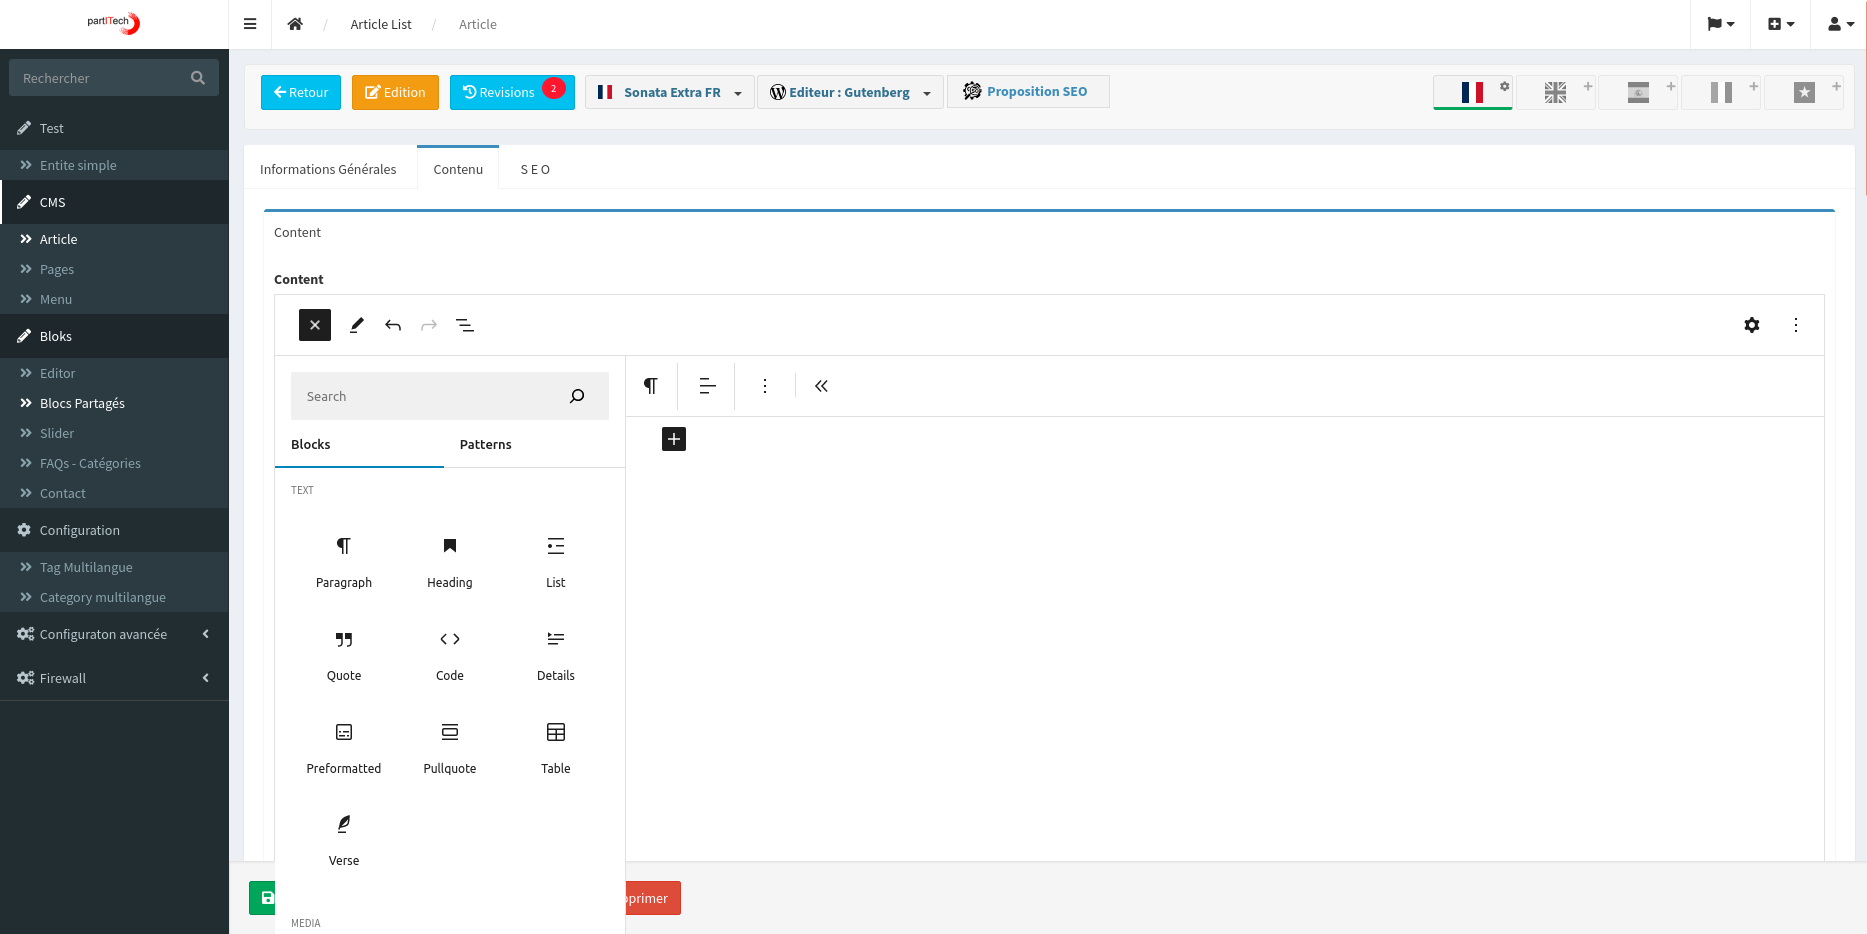 partITech
Article List / Article
Rechercher
Test
Entite simple
CMS
Article
Pages
Menu
Bloks
Editor
Blocs Partagés
Slider
FAQs - Catégories
Contact
Configuration
Tag Multilangue
Category multilangue
Configuraton avancée
Firewall
Retour
Edition
Revisions 2
Sonata Extra FR
Editeur : Gutenberg
Proposition SEO
Informations Générales
Contenu
S E O
Content
Content
Search
Blocks
Patterns
TEXT
Paragraph
Heading
List
Quote
Code
Details
Preformatted
Pullquote
Table
Verse
MEDIA
primer